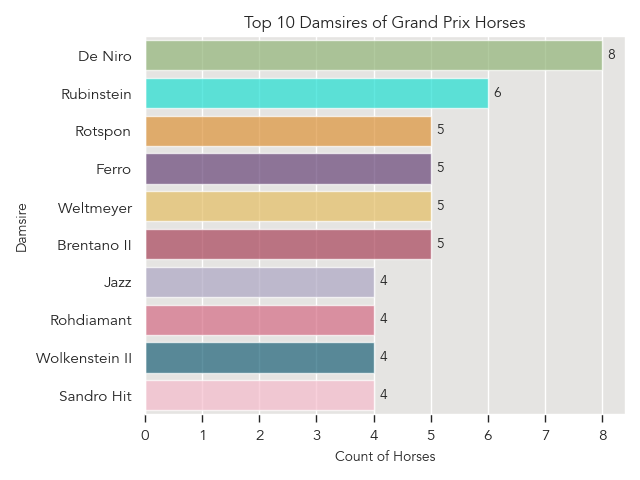 Top 10 Damsires of Grand Prix Horses
De Niro 8
Rubinstein 6
Rotspon 5
Ferro 5
Weltmeyer 5
Brentano II 5
Jazz 4
Rohdiamant 4
Wolkenstein II 4
Sandro Hit 4
Damsire
0 1 2 3 4 5 6 7 8
Count of Horses